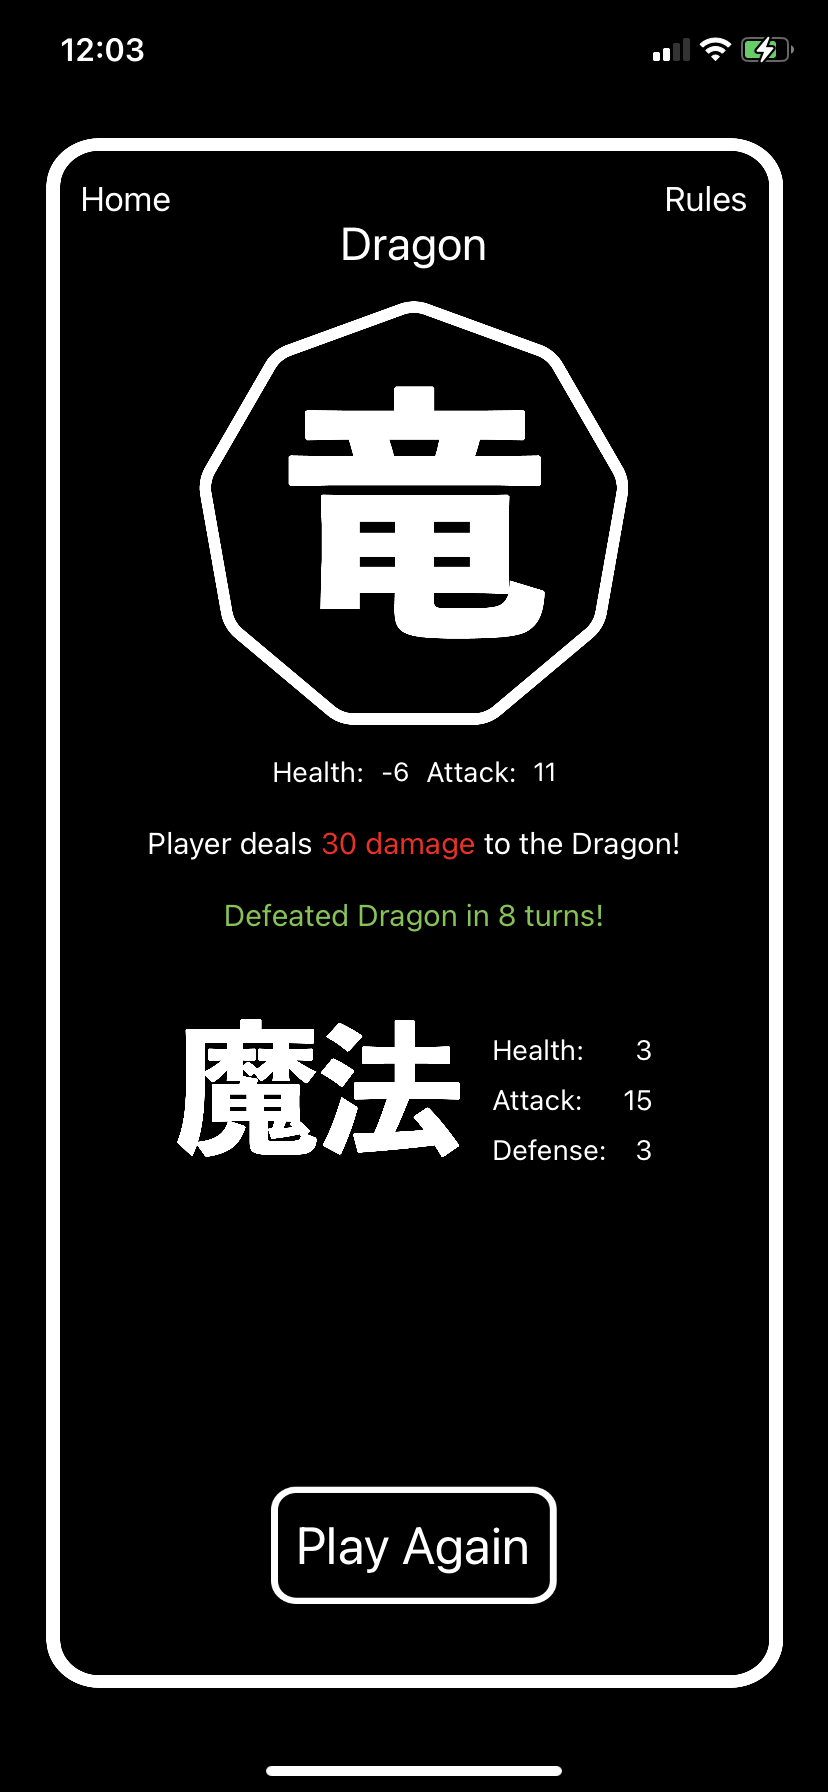 12:03
Home
Rules
Dragon
竜
Health: -6 Attack: 11
Player deals 30 damage to the Dragon!
Defeated Dragon in 8 turns!
魔法
Health: 3
Attack: 15
Defense: 3
Play Again